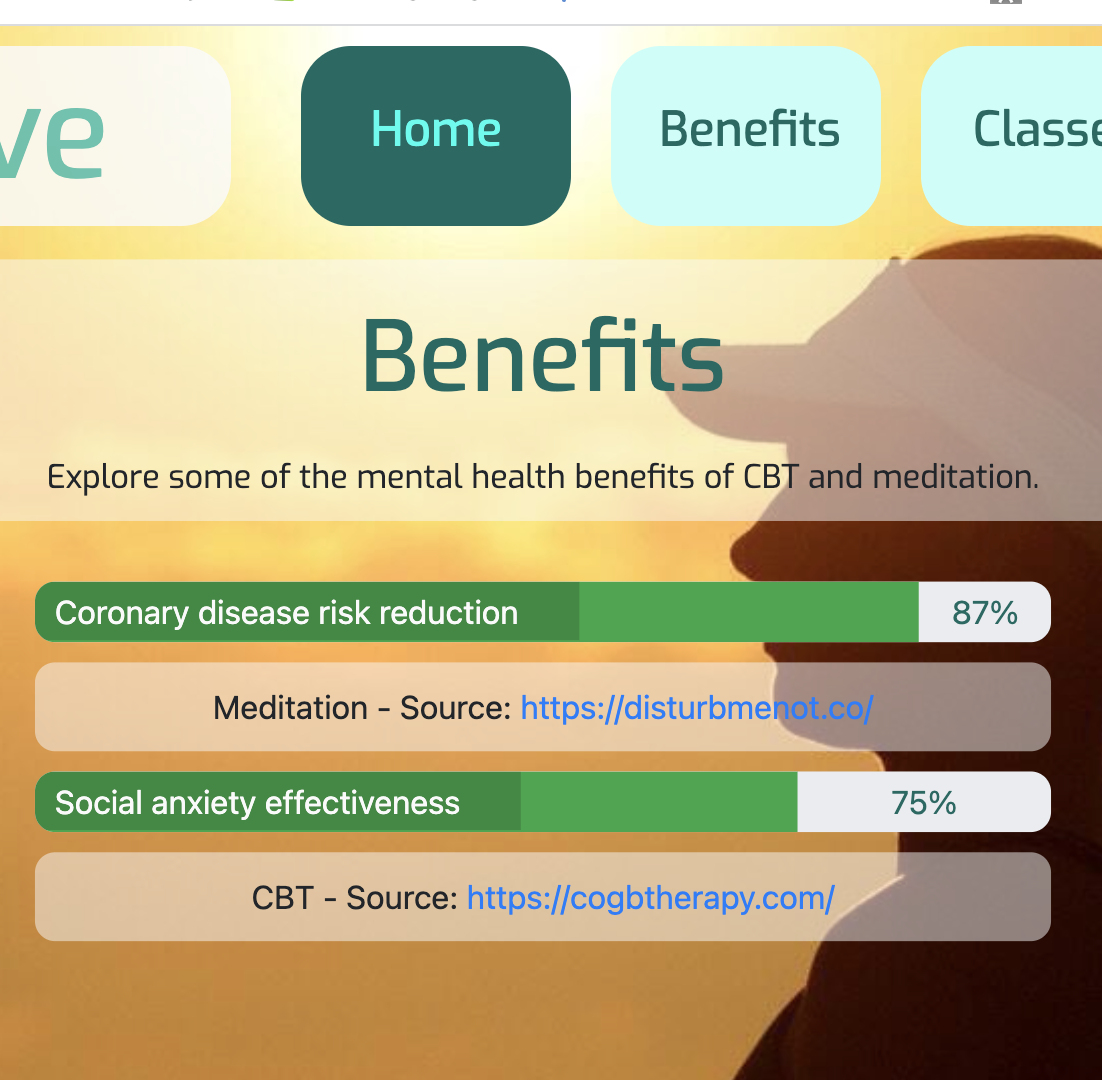 ve
Home
Benefits
Classe
Benefits
Explore some of the mental health benefits of CBT and meditation.
Coronary disease risk reduction 87%
Meditation - Source: https://disturbmenot.co/
Social anxiety effectiveness 75%
CBT - Source: https://cogbtherapy.com/